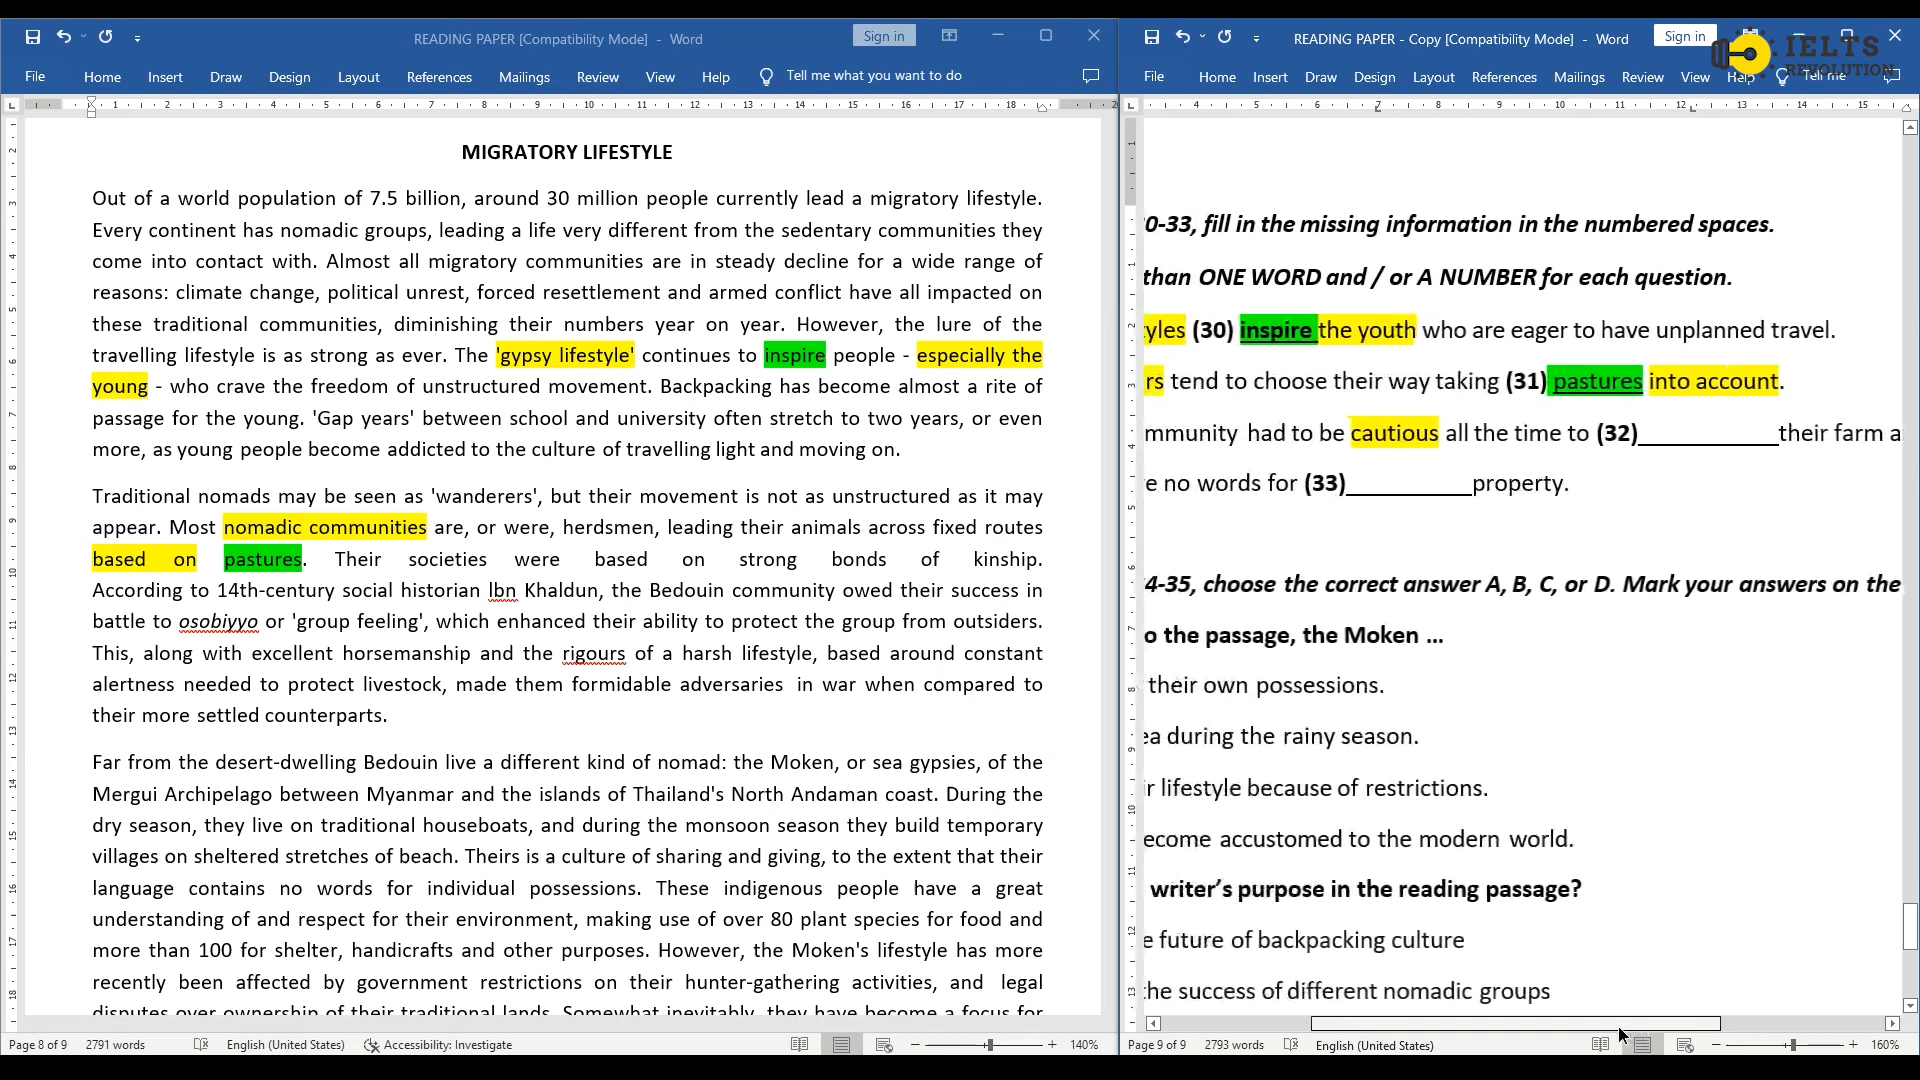 READING PAPER [Compatibility Mode] - Word
Sign in
File Home Insert Draw Design Layout References Mailings Review View Help Tell me what you want to do
MIGRATORY LIFESTYLE
Out of a world population of 7.5 billion, around 30 million people currently lead a migratory lifestyle.
Every continent has nomadic groups, leading a life very different from the sedentary communities they
come into contact with. Almost all migratory communities are in steady decline for a wide range of
reasons: climate change, political unrest, forced resettlement and armed conflict have all impacted on
these traditional communities, diminishing their numbers year on year. However, the lure of the
travelling lifestyle is as strong as ever. The 'gypsy lifestyle' continues to inspire people - especially the
young - who crave the freedom of unstructured movement. Backpacking has become almost a rite of
passage for the young. 'Gap years' between school and university often stretch to two years, or even
more, as young people become addicted to the culture of travelling light and moving on.
Traditional nomads may be seen as 'wanderers', but their movement is not as unstructured as it may
appear. Most nomadic communities are, or were, herdsmen, leading their animals across fixed routes
based on pastures. Their societies were based on strong bonds of kinship.
According to 14th-century social historian lbn Khaldun, the Bedouin community owed their success in
battle to osobiyyo or 'group feeling', which enhanced their ability to protect the group from outsiders.
This, along with excellent horsemanship and the rigours of a harsh lifestyle, based around constant
alertness needed to protect livestock, made them formidable adversaries in war when compared to
their more settled counterparts.
Far from the desert-dwelling Bedouin live a different kind of nomad: the Moken, or sea gypsies, of the
Mergui Archipelago between Myanmar and the islands of Thailand's North Andaman coast. During the
dry season, they live on traditional houseboats, and during the monsoon season they build temporary
villages on sheltered stretches of beach. Theirs is a culture of sharing and giving, to the extent that their
language contains no words for individual possessions. These indigenous people have a great
understanding of and respect for their environment, making use of over 80 plant species for food and
more than 100 for shelter, handicrafts and other purposes. However, the Moken's lifestyle has more
recently been affected by government restrictions on their hunter-gathering activities, and legal
disputes over ownership of their traditional lands. Somewhat inevitably, they have become a focus for
Page 8 of 9 2791 words English (United States) Accessibility: Investigate 140%
READING PAPER - Copy [Compatibility Mode] - Word
Sign in
IELTS
REVOLUTION
File Home Insert Draw Design Layout References Mailings Review View Help Tell me
0-33, fill in the missing information in the numbered spaces.
than ONE WORD and / or A NUMBER for each question.
yles (30) inspire the youth who are eager to have unplanned travel.
rs tend to choose their way taking (31) pastures into account.
mmunity had to be cautious all the time to (32)____________their farm a
e no words for (33)___________property.
4-35, choose the correct answer A, B, C, or D. Mark your answers on the
o the passage, the Moken ...
their own possessions.
ea during the rainy season.
ir lifestyle because of restrictions.
ecome accustomed to the modern world.
writer's purpose in the reading passage?
e future of backpacking culture
the success of different nomadic groups
Page 9 of 9 2793 words English (United States) 160%